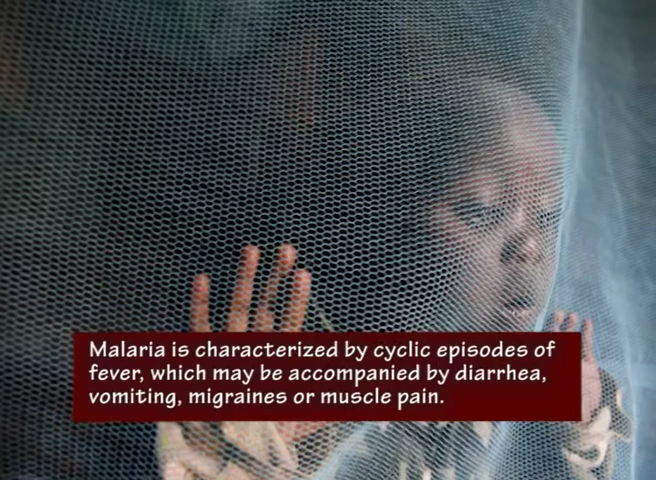 Malaria is characterized by cyclic episodes of
fever, which may be accompanied by diarrhea,
vomiting, migraines or muscle pain.